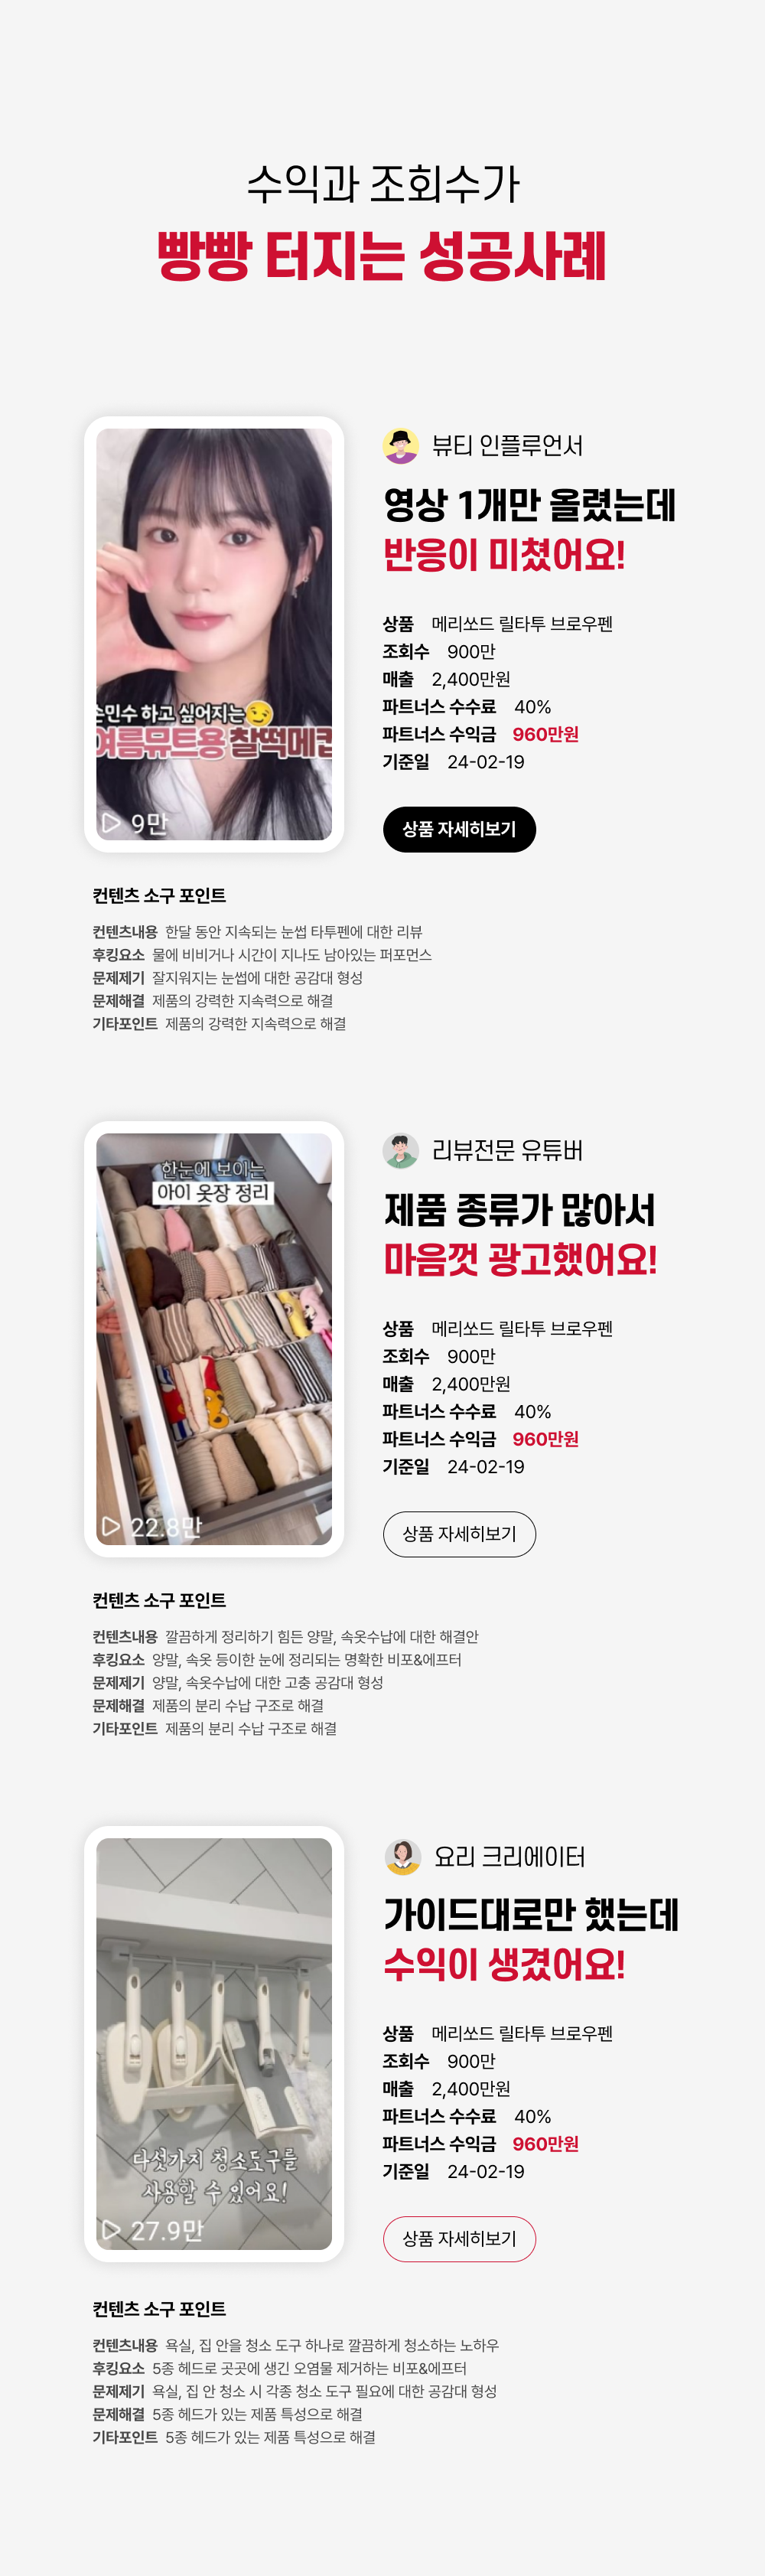 수익과 조회수가
빵빵 터지는 성공사례
손민수 하고 싶어지는
여름뮤트용 찰떡메컵
9만
뷰티 인플루언서
영상 1개만 올렸는데
반응이 미쳤어요!
상품 메리쏘드 릴타투 브로우펜
조회수 900만
매출 2,400만원
파트너스 수수료 40%
파트너스 수익금 960만원
기준일 24-02-19
상품 자세히보기
컨텐츠 소구 포인트
컨텐츠내용 한달 동안 지속되는 눈썹 타투펜에 대한 리뷰
후킹요소 물에 비비거나 시간이 지나도 남아있는 퍼포먼스
문제제기 잘지워지는 눈썹에 대한 공감대 형성
문제해결 제품의 강력한 지속력으로 해결
기타포인트 제품의 강력한 지속력으로 해결
한눈에 보이는
아이 옷장 정리
22.8만
리뷰전문 유튜버
제품 종류가 많아서
마음껏 광고했어요!
상품 메리쏘드 릴타투 브로우펜
조회수 900만
매출 2,400만원
파트너스 수수료 40%
파트너스 수익금 960만원
기준일 24-02-19
상품 자세히보기
컨텐츠 소구 포인트
컨텐츠내용 깔끔하게 정리하기 힘든 양말, 속옷수납에 대한 해결안
후킹요소 양말, 속옷 등이한 눈에 정리되는 명확한 비포&에프터
문제제기 양말, 속옷수납에 대한 고충 공감대 형성
문제해결 제품의 분리 수납 구조로 해결
기타포인트 제품의 분리 수납 구조로 해결
다섯가지 청소도구를
사용할 수 있어요!
27.9만
요리 크리에이터
가이드대로만 했는데
수익이 생겼어요!
상품 메리쏘드 릴타투 브로우펜
조회수 900만
매출 2,400만원
파트너스 수수료 40%
파트너스 수익금 960만원
기준일 24-02-19
상품 자세히보기
컨텐츠 소구 포인트
컨텐츠내용 욕실, 집 안을 청소 도구 하나로 깔끔하게 청소하는 노하우
후킹요소 5종 헤드로 곳곳에 생긴 오염물 제거하는 비포&에프터
문제제기 욕실, 집 안 청소 시 각종 청소 도구 필요에 대한 공감대 형성
문제해결 5종 헤드가 있는 제품 특성으로 해결
기타포인트 5종 헤드가 있는 제품 특성으로 해결